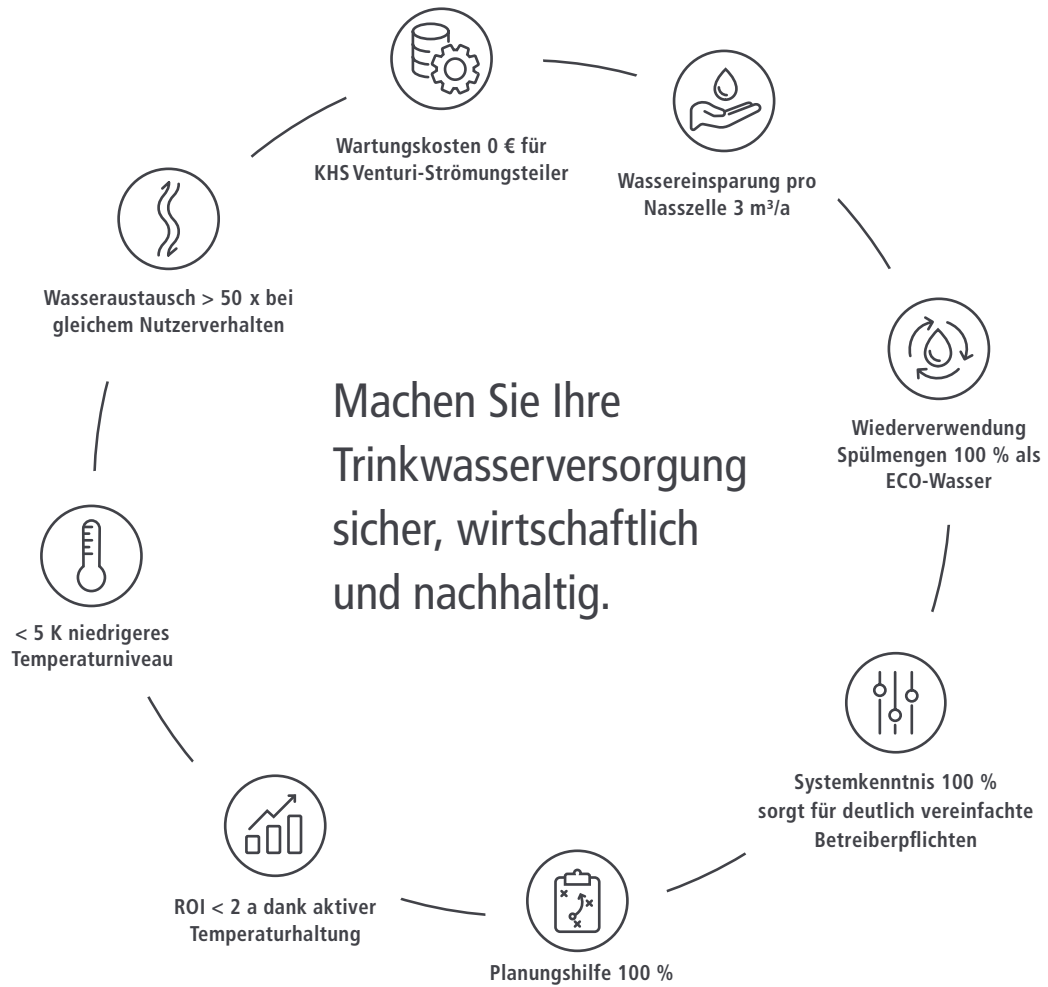 Wartungskosten 0 € für
KHS Venturi-Strömungsteiler
Wassereinsparung pro
Nasszelle 3 m³/a
Wiederverwendung
Spülmengen 100 % als
ECO-Wasser
Systemkenntnis 100 %
sorgt für deutlich vereinfachte
Betreiberpflichten
Planungshilfe 100 %
ROI < 2 a dank aktiver
Temperaturhaltung
< 5 K niedrigeres
Temperaturniveau
Wasseraustausch > 50 x bei
gleichem Nutzerverhalten
Machen Sie Ihre
Trinkwasserversorgung
sicher, wirtschaftlich
und nachhaltig.